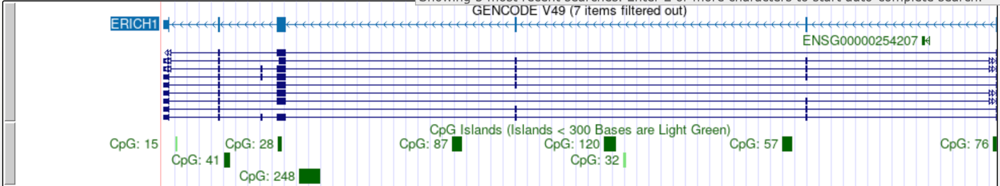 Showing 5 most recent searches. Enter 2 or more characters to start auto-complete search.
GENCODE V49 (7 items filtered out)
ERICH1
ENSG00000254207
CpG Islands (Islands < 300 Bases are Light Green)
CpG: 15 CpG: 28 CpG: 87 CpG: 120 CpG: 57 CpG: 76
CpG: 41 CpG: 32
CpG: 248